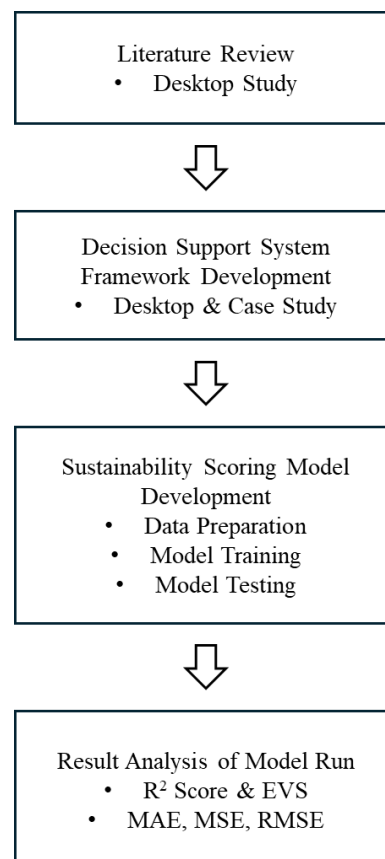 Literature Review
• Desktop Study
Decision Support System
Framework Development
• Desktop & Case Study
Sustainability Scoring Model
Development
• Data Preparation
• Model Training
• Model Testing
Result Analysis of Model Run
• R² Score & EVS
• MAE, MSE, RMSE